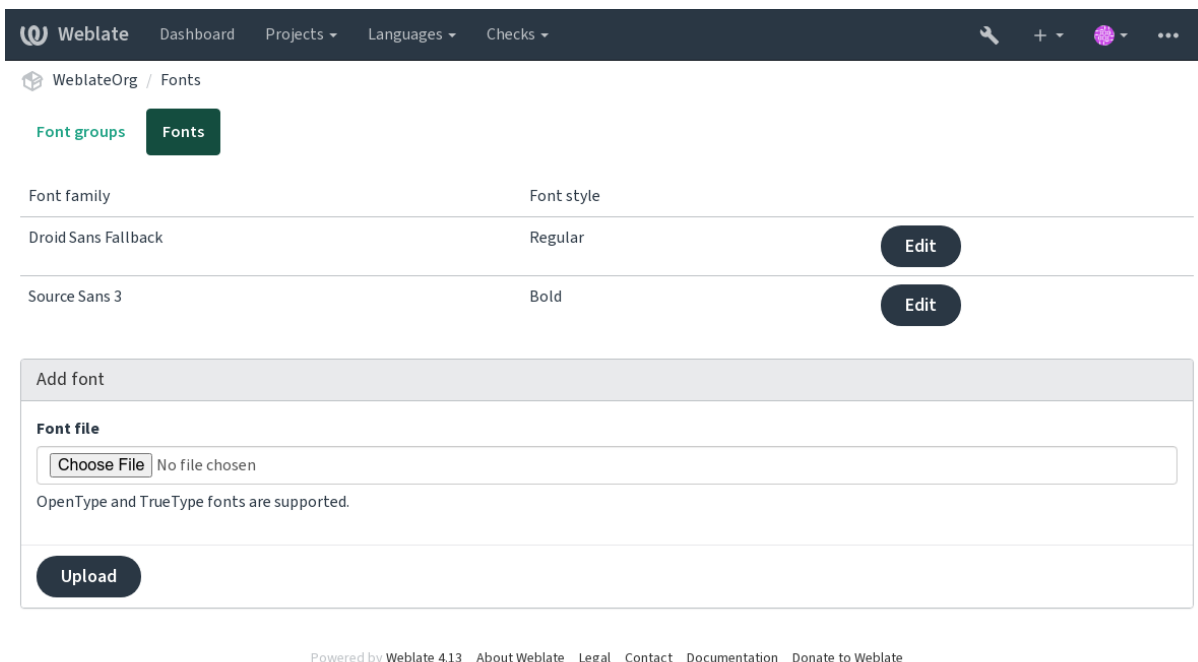 Weblate Dashboard Projects Languages Checks
WeblateOrg / Fonts
Font groups Fonts
Font family Font style
Droid Sans Fallback Regular Edit
Source Sans 3 Bold Edit
Add font
Font file
Choose File No file chosen
OpenType and TrueType fonts are supported.
Upload
Powered by Weblate 4.13 About Weblate Legal Contact Documentation Donate to Weblate